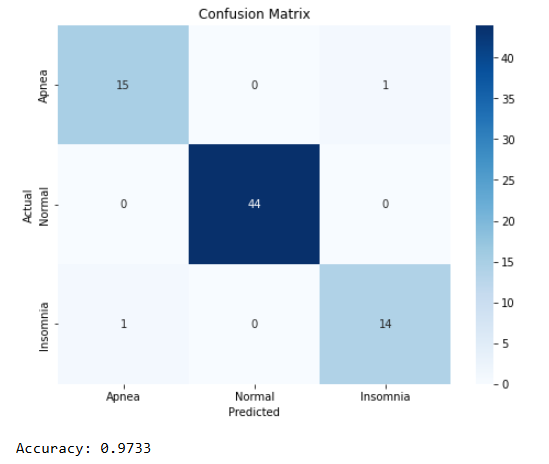 Confusion Matrix
Apnea
15 0 1
Actual
Normal
0 44 0
Insomnia
1 0 14
Apnea Normal Insomnia
Predicted
40
35
30
25
20
15
10
5
0
Accuracy: 0.9733